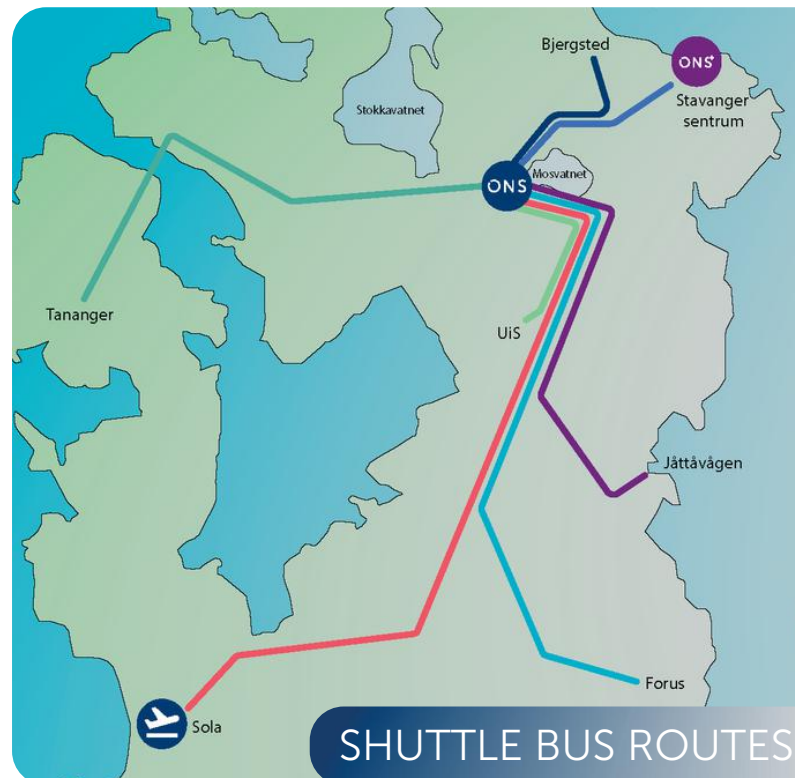 Bjergsted
ONS+
Stavanger
sentrum
Stokkavatnet
Mosvatnet
ONS
Tananger
UiS
Jåttåvågen
Forus
Sola
SHUTTLE BUS ROUTES